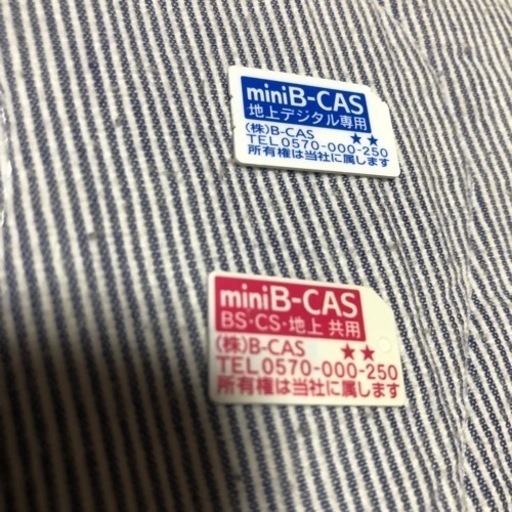 miniB-CAS
地上デジタル専用
(株)B-CAS ★★
TEL0570-000-250
所有権は当社に属します
miniB-CAS
BS・CS・地上 共用
(株)B-CAS ★★
TEL0570-000-250
所有権は当社に属します